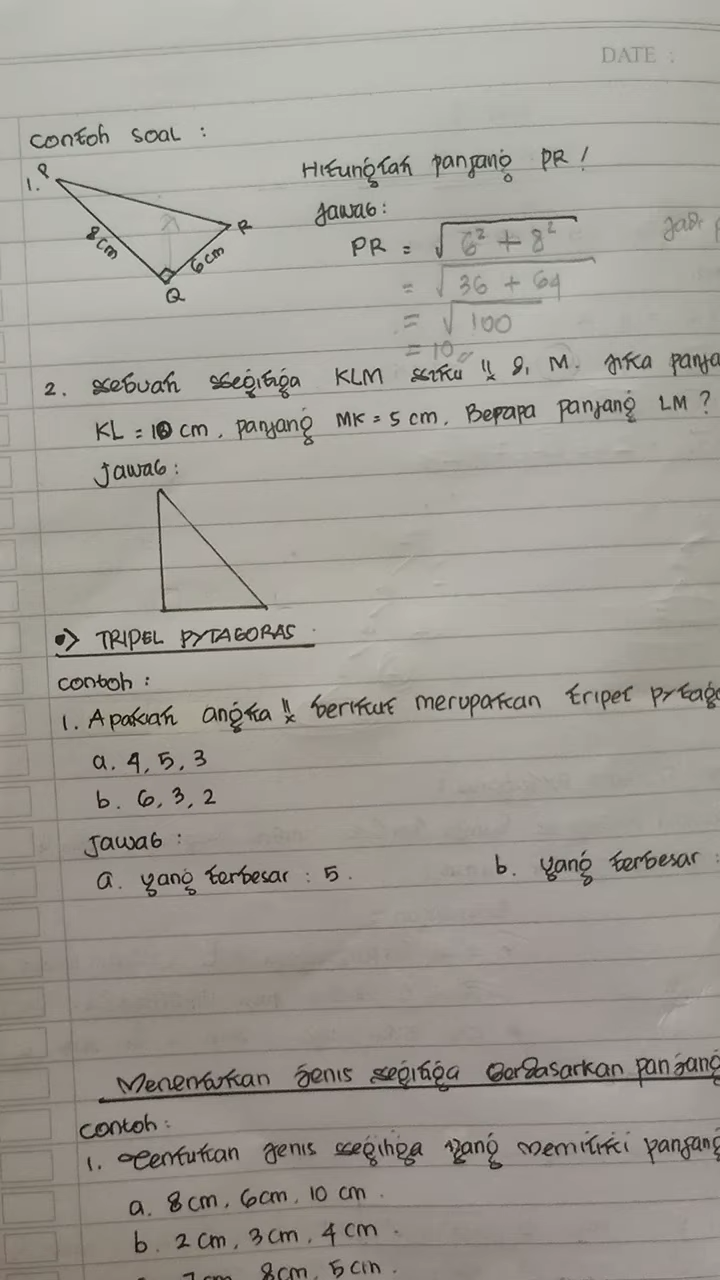 DATE :
contoh soal :
1. P
Hitunglah panjang PR !
R
8cm
6cm
Q
Jawab :
PR = √6² + 8²
= √36 + 64
= √100
= 10
2. sebuah segitiga KLM siku" di M. jika panja
KL = 10 cm, panjang MK = 5 cm. Berapa panjang LM ?
Jawab :
TRIPEL PYTAGORAS
contoh :
1. Apakah angka" berikut merupakan tripel pytago
a. 4, 5, 3
b. 6, 3, 2
Jawab :
a. yang terbesar : 5.
b. yang terbesar :
Menentukan jenis segitiga berdasarkan panjang
contoh :
1. tentukan jenis segitiga yang memiliki panjang
a. 8cm, 6cm, 10 cm.
b. 2 cm, 3 cm, 4 cm.
8cm, 5cm.